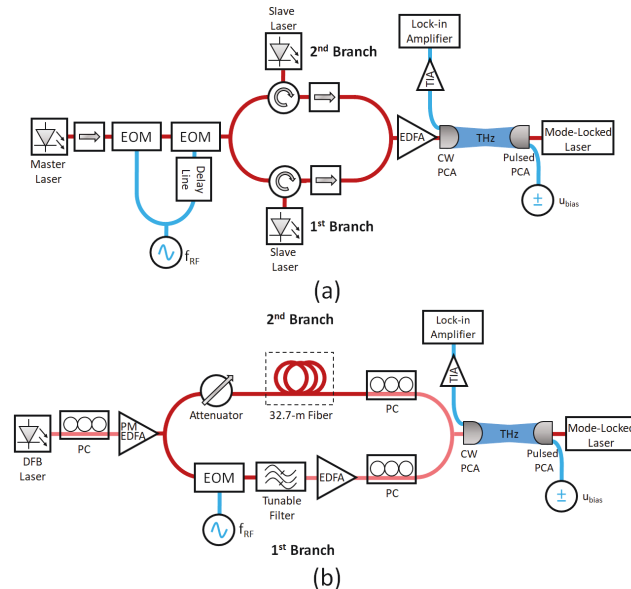 Slave
Laser
2nd Branch
Lock-in
Amplifier
TIA
EOM
EOM
Master
Laser
Delay
Line
fRF
EDFA
THz
CW
PCA
Pulsed
PCA
Mode-Locked
Laser
±
ubias
1st Branch
Slave
Laser
(a)
2nd Branch
Lock-in
Amplifier
TIA
Attenuator
32.7-m Fiber
PC
DFB
Laser
PC
PM
EDFA
EOM
fRF
Tunable
Filter
EDFA
PC
THz
CW
PCA
Pulsed
PCA
Mode-Locked
Laser
±
ubias
1st Branch
(b)